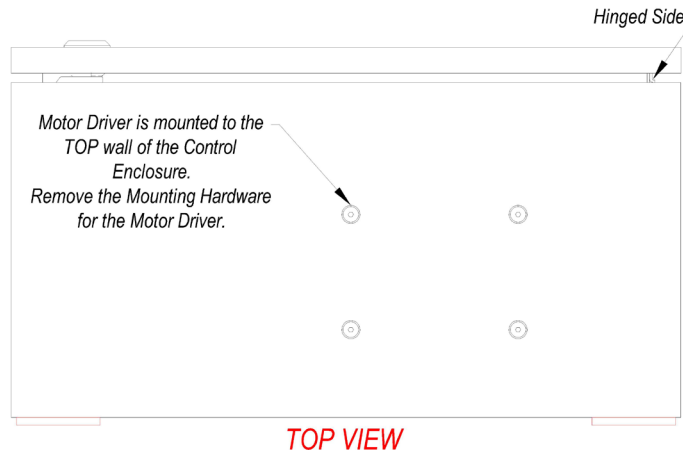 Hinged Side
Motor Driver is mounted to the
TOP wall of the Control
Enclosure.
Remove the Mounting Hardware
for the Motor Driver.
TOP VIEW